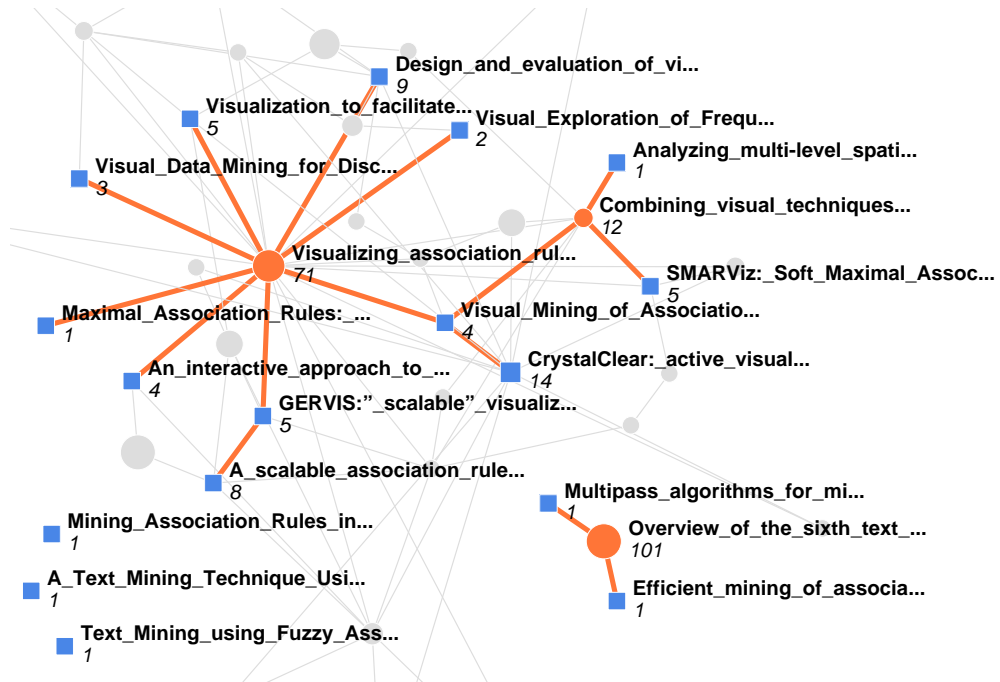 Design_and_evaluation_of_vi...
9
Visualization_to_facilitate...
5
Visual_Exploration_of_Frequ...
2
Analyzing_multi-level_spati...
1
Visual_Data_Mining_for_Disc...
3
Combining_visual_techniques...
12
Visualizing_association_rul...
71
SMARViz:_Soft_Maximal_Assoc...
5
Maximal_Association_Rules:_...
1
Visual_Mining_of_Associatio...
4
An_interactive_approach_to_...
4
CrystalClear:_active_visual...
14
GERVIS:”_scalable”_visualiz...
5
A_scalable_association_rule...
8
Multipass_algorithms_for_mi...
1
Mining_Association_Rules_in...
1
Overview_of_the_sixth_text_...
101
A_Text_Mining_Technique_Usi...
1
Efficient_mining_of_associa...
1
Text_Mining_using_Fuzzy_Ass...
1